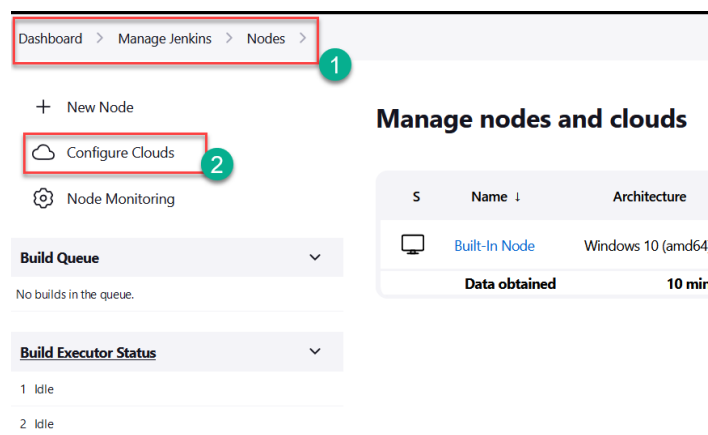 Dashboard > Manage Jenkins > Nodes >
1
+ New Node
Configure Clouds
2
Node Monitoring
Build Queue
No builds in the queue.
Build Executor Status
1 Idle
2 Idle
Manage nodes and clouds
S Name ↓ Architecture
Built-In Node Windows 10 (amd64
Data obtained 10 min